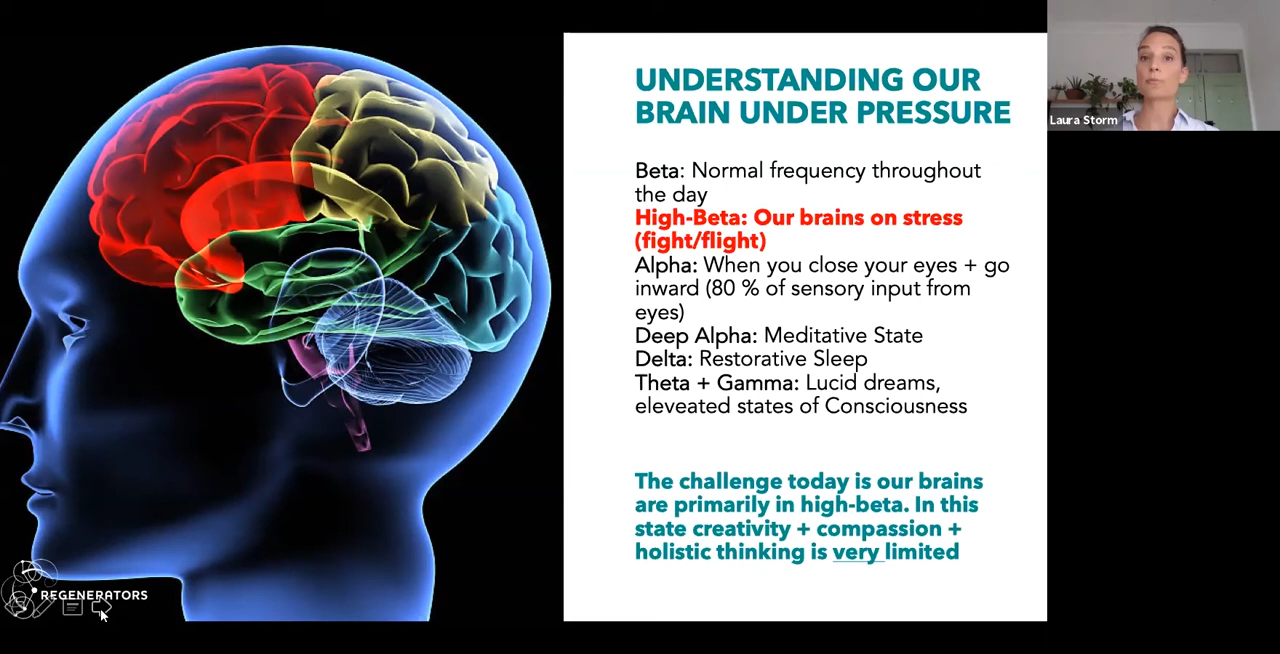 UNDERSTANDING OUR
BRAIN UNDER PRESSURE
Laura Storm
Beta: Normal frequency throughout
the day
High-Beta: Our brains on stress
(fight/flight)
Alpha: When you close your eyes + go
inward (80 % of sensory input from
eyes)
Deep Alpha: Meditative State
Delta: Restorative Sleep
Theta + Gamma: Lucid dreams,
eleveated states of Consciousness
The challenge today is our brains
are primarily in high-beta. In this
state creativity + compassion +
holistic thinking is very limited
REGENERATORS